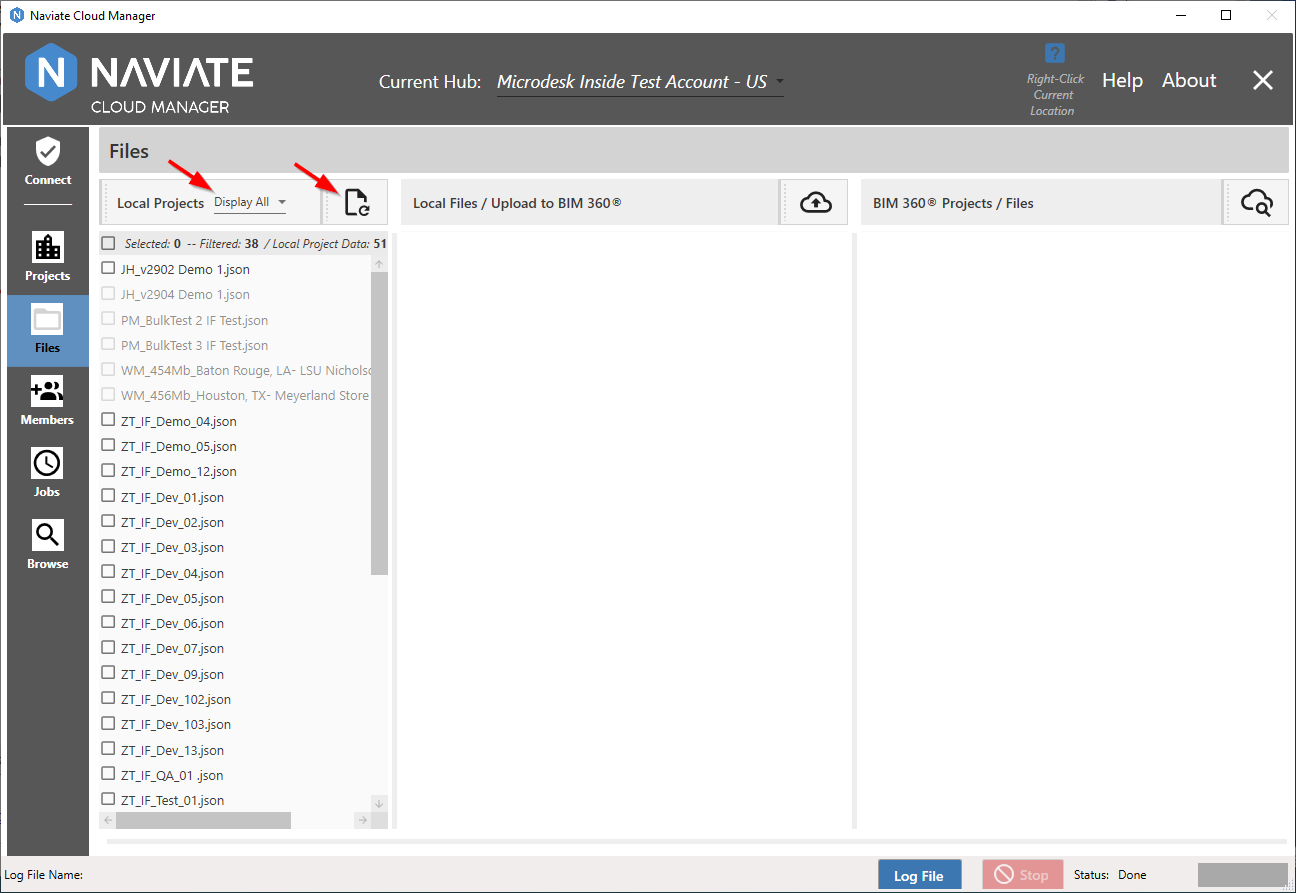 Naviate Cloud Manager
N NAVIATE
CLOUD MANAGER
Current Hub: Microdesk Inside Test Account - US
?
Right-Click
Current
Location
Help
About
Connect
Projects
Files
Members
Jobs
Browse
Files
Local Projects Display All
Local Files / Upload to BIM 360®
BIM 360® Projects / Files
Selected: 0 -- Filtered: 38 / Local Project Data: 51
JH_v2902 Demo 1.json
JH_v2904 Demo 1.json
PM_BulkTest 2 IF Test.json
PM_BulkTest 3 IF Test.json
WM_454Mb_Baton Rouge, LA- LSU Nicholso
WM_456Mb_Houston, TX- Meyerland Store
ZT_IF_Demo_04.json
ZT_IF_Demo_05.json
ZT_IF_Demo_12.json
ZT_IF_Dev_01.json
ZT_IF_Dev_02.json
ZT_IF_Dev_03.json
ZT_IF_Dev_04.json
ZT_IF_Dev_05.json
ZT_IF_Dev_06.json
ZT_IF_Dev_07.json
ZT_IF_Dev_09.json
ZT_IF_Dev_102.json
ZT_IF_Dev_103.json
ZT_IF_Dev_13.json
ZT_IF_QA_01 .json
ZT_IF_Test_01.json
Log File Name:
Log File
Stop
Status: Done